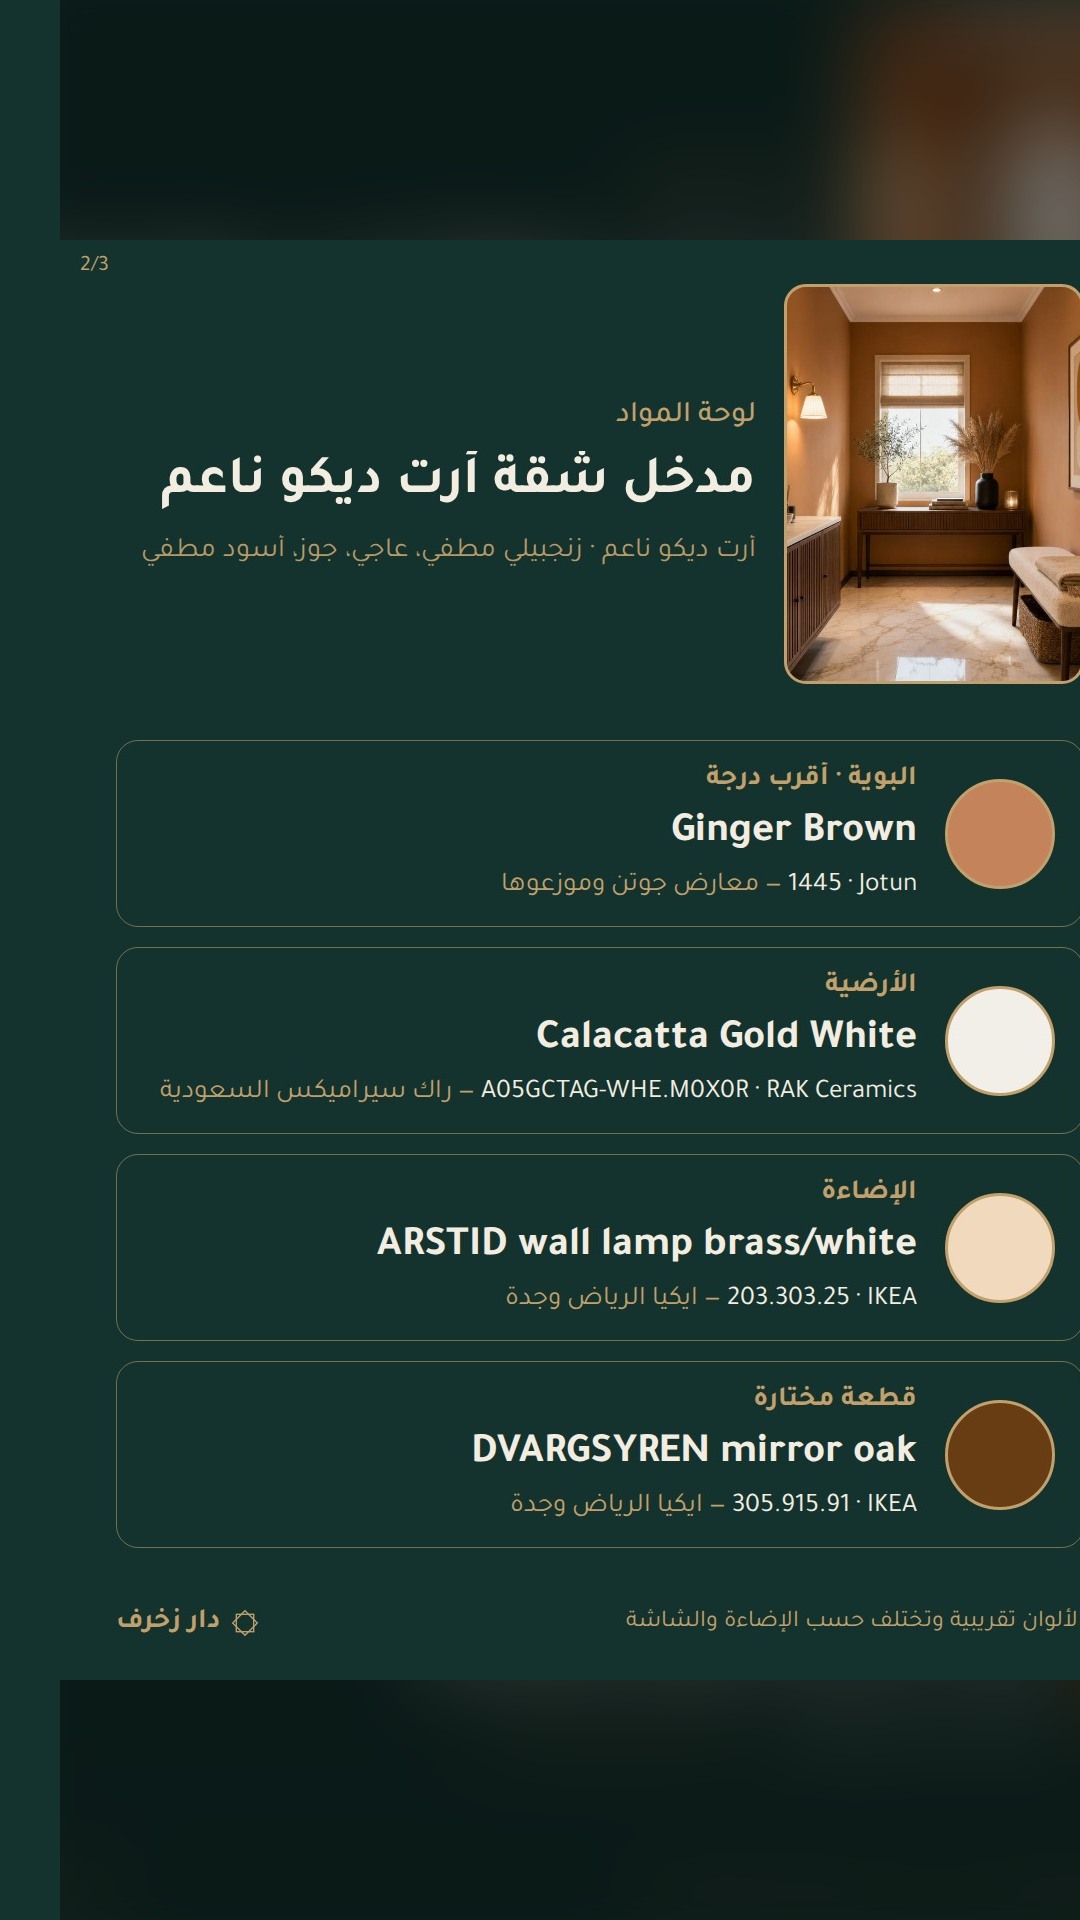 2/3
لوحة المواد
مدخل شقة آرت ديكو ناعم
آرت ديكو ناعم · زنجبيلي مطفي، عاجي، جوز، أسود مطفي
البوية · أقرب درجة
Ginger Brown
1445 · Jotun – معارض جوتن وموزعوها
الأرضية
Calacatta Gold White
A05GCTAG-WHE.M0X0R · RAK Ceramics – راك سيراميكس السعودية
الإضاءة
ARSTID wall lamp brass/white
203.303.25 · IKEA – ايكيا الرياض وجدة
قطعة مختارة
DVARGSYREN mirror oak
305.915.91 · IKEA – ايكيا الرياض وجدة
لألوان تقريبية وتختلف حسب الإضاءة والشاشة
دار زخرف